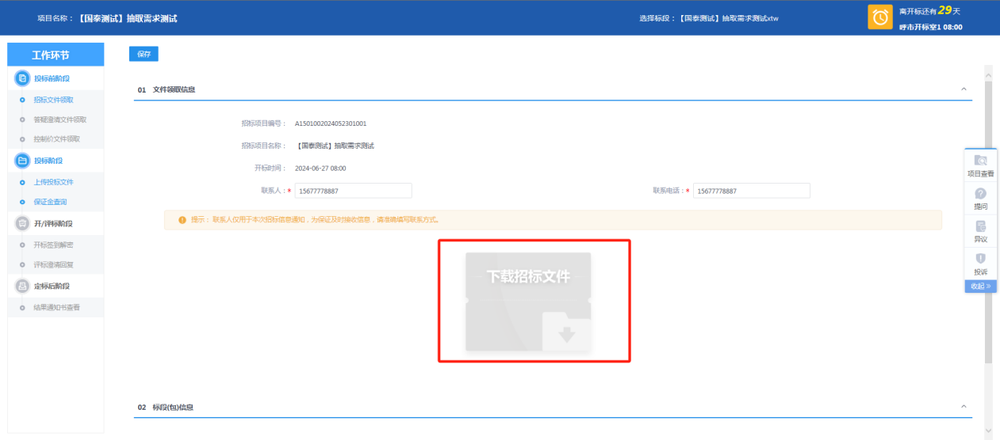 项目名称：【国泰测试】抽取需求测试
选择标段：【国泰测试】抽取需求测试xtw
离开标还有29天
呼市开标室1 08:00
工作环节
投标前阶段
招标文件领取
答疑澄清文件领取
控制价文件领取
投标阶段
上传投标文件
保证金查询
开/评标阶段
开标签到解密
评标澄清回复
定标后阶段
结果通知书查看
保存
01 文件领取信息
招标项目编号： A1501002024052301001
招标项目名称： 【国泰测试】抽取需求测试
开标时间： 2024-06-27 08:00
联系人：* 15677778887
联系电话：* 15677778887
提示： 联系人仅用于本次招标信息通知，为保证及时接收信息，请准确填写联系方式。
下载招标文件
02 标段(包)信息
项目查看
提问
异议
投诉
收起 »